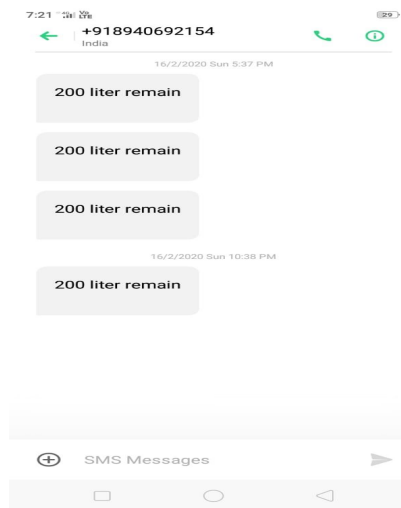 7:21
29
+918940692154
India
16/2/2020 Sun 5:37 PM
200 liter remain
200 liter remain
200 liter remain
16/2/2020 Sun 10:38 PM
200 liter remain
SMS Messages